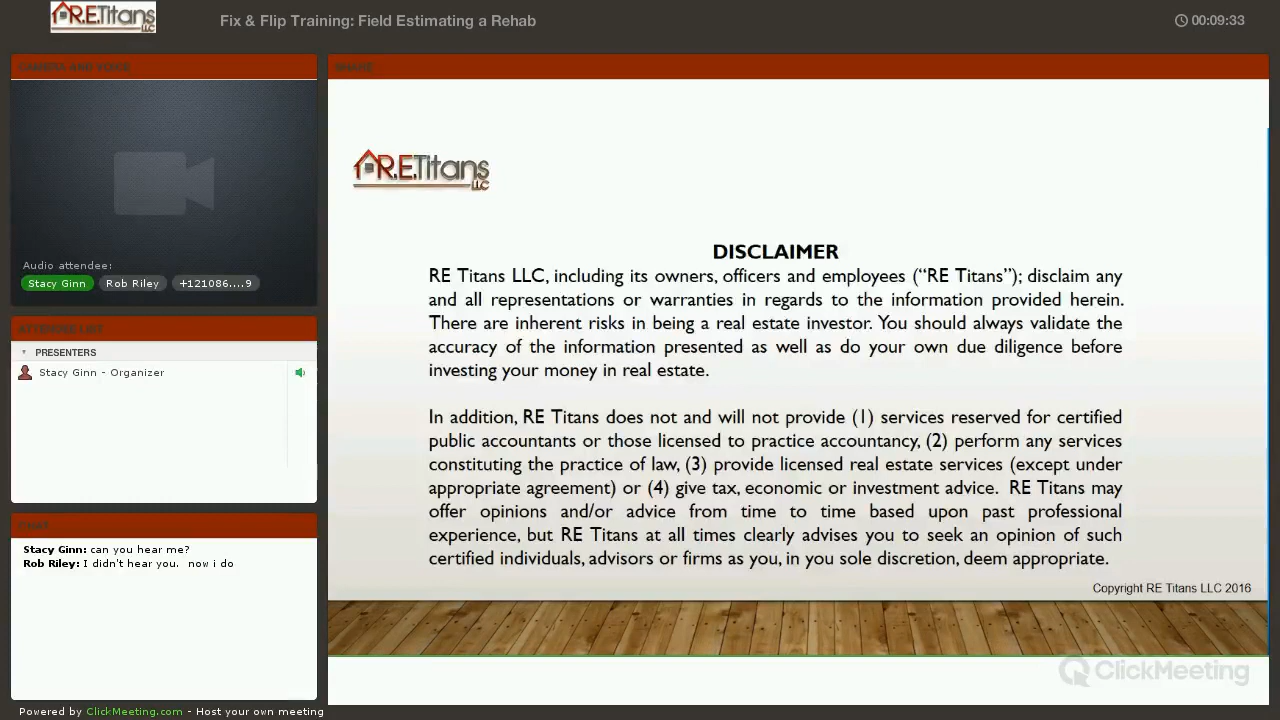 R.E.Titans LLC
Fix & Flip Training: Field Estimating a Rehab
00:09:33
CAMERA AND VOICE
Audio attendee:
Stacy Ginn Rob Riley +121086....9
ATTENDEE LIST
PRESENTERS
Stacy Ginn - Organizer
CHAT
Stacy Ginn: can you hear me?
Rob Riley: I didn't hear you. now i do
Powered by ClickMeeting.com - Host your own meeting
SHARE
R.E.Titans LLC
DISCLAIMER
RE Titans LLC, including its owners, officers and employees (“RE Titans”); disclaim any
and all representations or warranties in regards to the information provided herein.
There are inherent risks in being a real estate investor. You should always validate the
accuracy of the information presented as well as do your own due diligence before
investing your money in real estate.
In addition, RE Titans does not and will not provide (1) services reserved for certified
public accountants or those licensed to practice accountancy, (2) perform any services
constituting the practice of law, (3) provide licensed real estate services (except under
appropriate agreement) or (4) give tax, economic or investment advice. RE Titans may
offer opinions and/or advice from time to time based upon past professional
experience, but RE Titans at all times clearly advises you to seek an opinion of such
certified individuals, advisors or firms as you, in you sole discretion, deem appropriate.
Copyright RE Titans LLC 2016
ClickMeeting